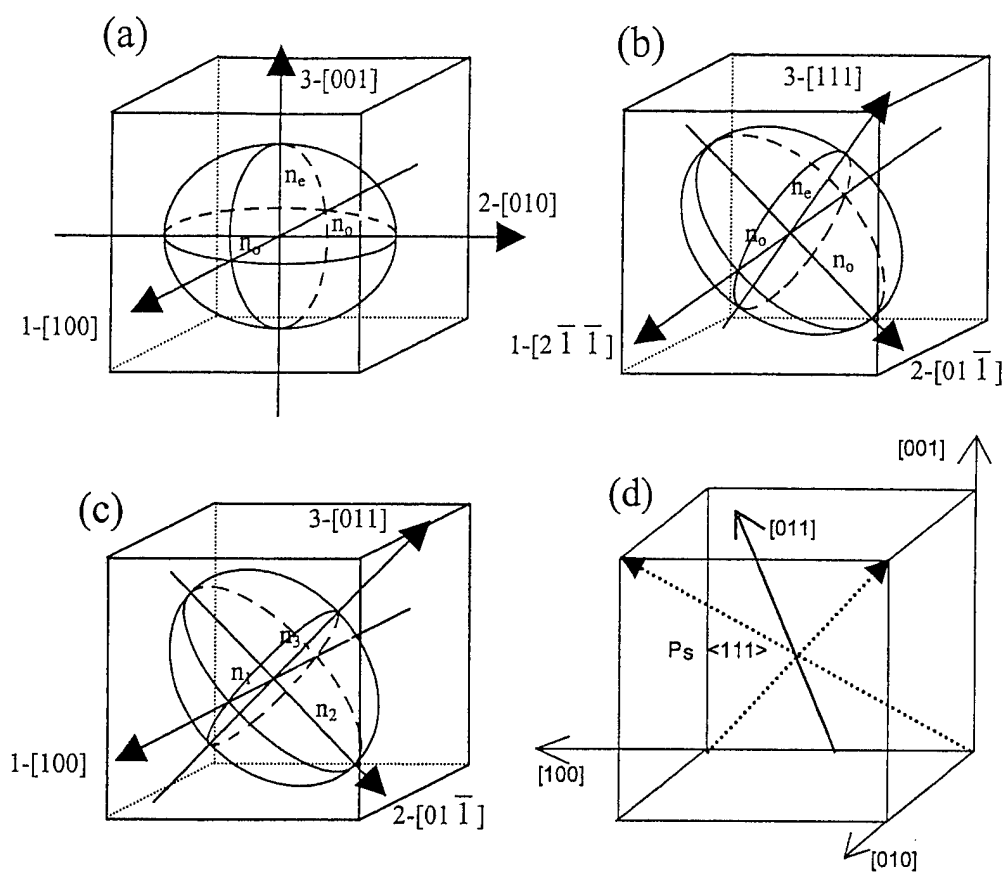 (a)
3-[001]
n_e
2-[010]
n_o
n_o
1-[100]
(b)
3-[111]
n_e
n_o
n_o
1-[2 1̅ 1̅]
2-[01 1̅]
(c)
3-[011]
n_3
n_1
n_2
1-[100]
2-[01 1̅]
(d)
[001]
[011]
Ps <111>
[100]
[010]